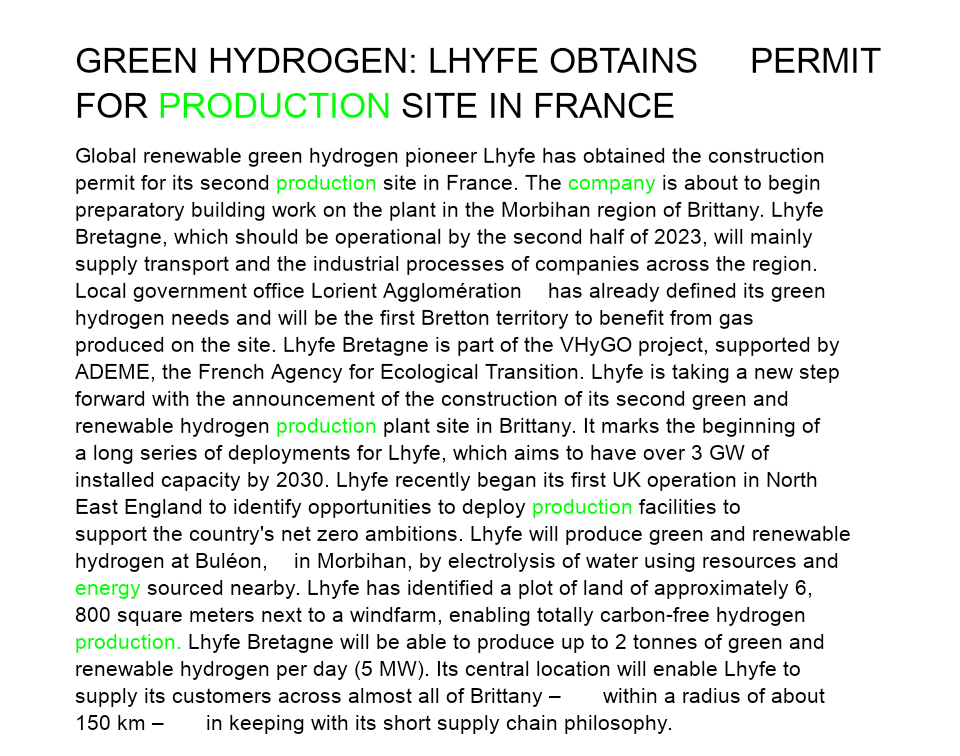 GREEN HYDROGEN: LHYFE OBTAINS PERMIT
FOR PRODUCTION SITE IN FRANCE
Global renewable green hydrogen pioneer Lhyfe has obtained the construction
permit for its second production site in France. The company is about to begin
preparatory building work on the plant in the Morbihan region of Brittany. Lhyfe
Bretagne, which should be operational by the second half of 2023, will mainly
supply transport and the industrial processes of companies across the region.
Local government office Lorient Agglomération has already defined its green
hydrogen needs and will be the first Bretton territory to benefit from gas
produced on the site. Lhyfe Bretagne is part of the VHyGO project, supported by
ADEME, the French Agency for Ecological Transition. Lhyfe is taking a new step
forward with the announcement of the construction of its second green and
renewable hydrogen production plant site in Brittany. It marks the beginning of
a long series of deployments for Lhyfe, which aims to have over 3 GW of
installed capacity by 2030. Lhyfe recently began its first UK operation in North
East England to identify opportunities to deploy production facilities to
support the country's net zero ambitions. Lhyfe will produce green and renewable
hydrogen at Buléon, in Morbihan, by electrolysis of water using resources and
energy sourced nearby. Lhyfe has identified a plot of land of approximately 6,
800 square meters next to a windfarm, enabling totally carbon-free hydrogen
production. Lhyfe Bretagne will be able to produce up to 2 tonnes of green and
renewable hydrogen per day (5 MW). Its central location will enable Lhyfe to
supply its customers across almost all of Brittany – within a radius of about
150 km – in keeping with its short supply chain philosophy.